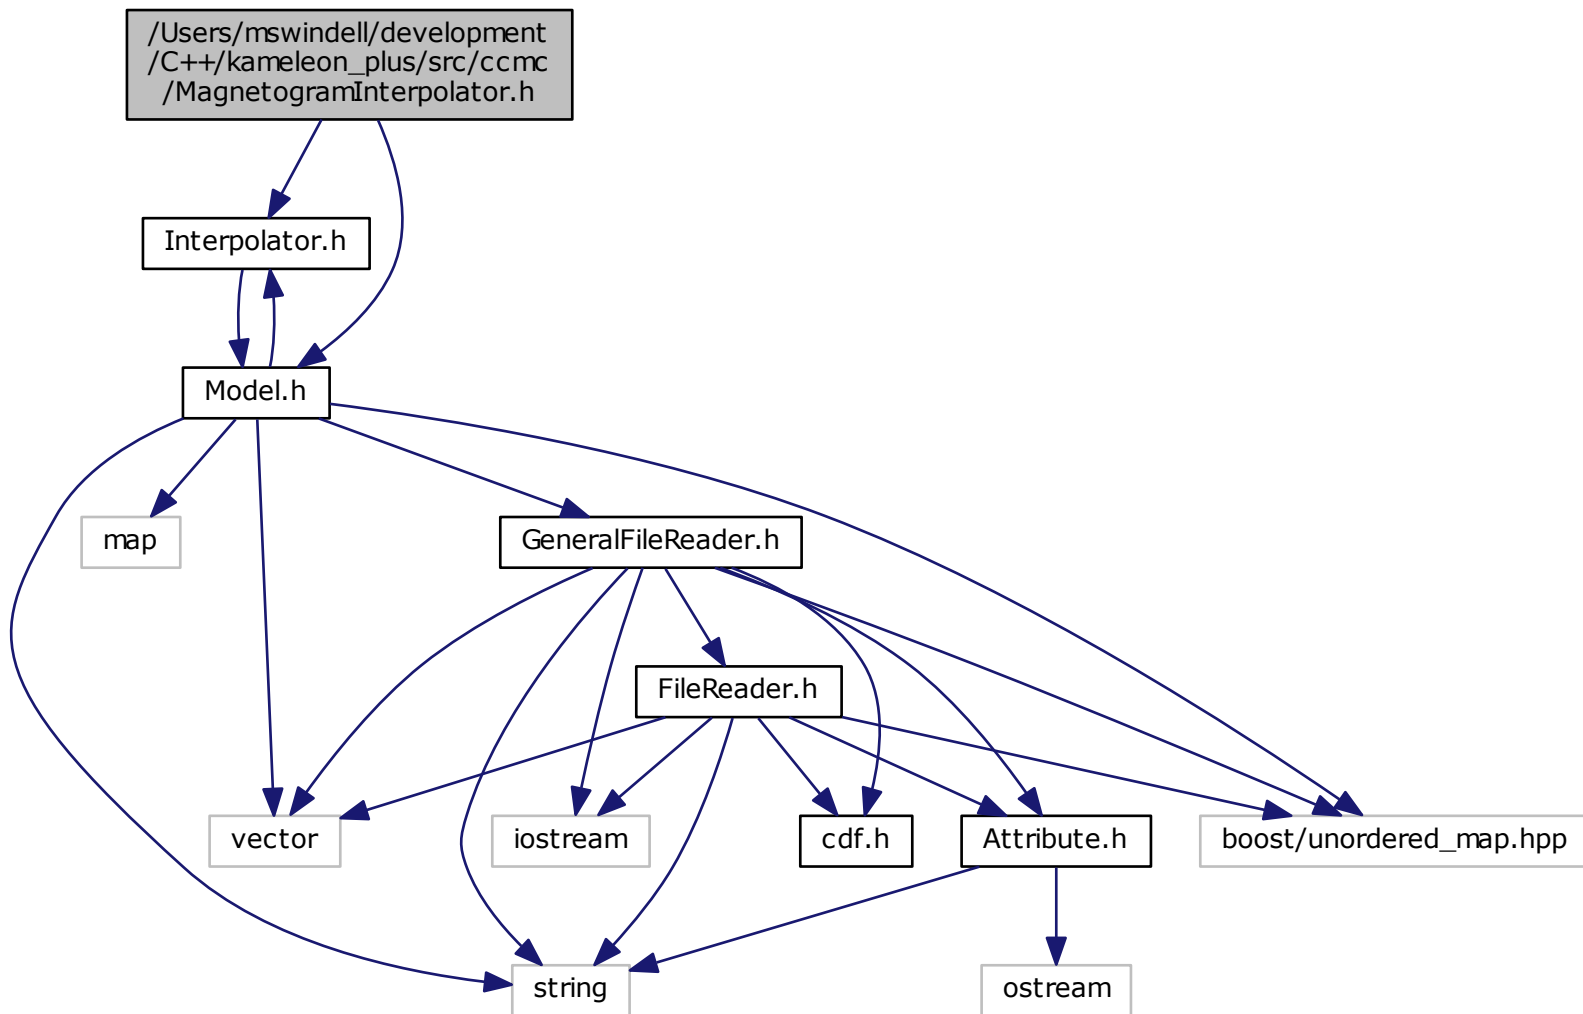 /Users/mswindell/development
/C++/kameleon_plus/src/ccmc
/MagnetogramInterpolator.h
Interpolator.h
Model.h
map
GeneralFileReader.h
FileReader.h
vector
iostream
cdf.h
Attribute.h
boost/unordered_map.hpp
string
ostream